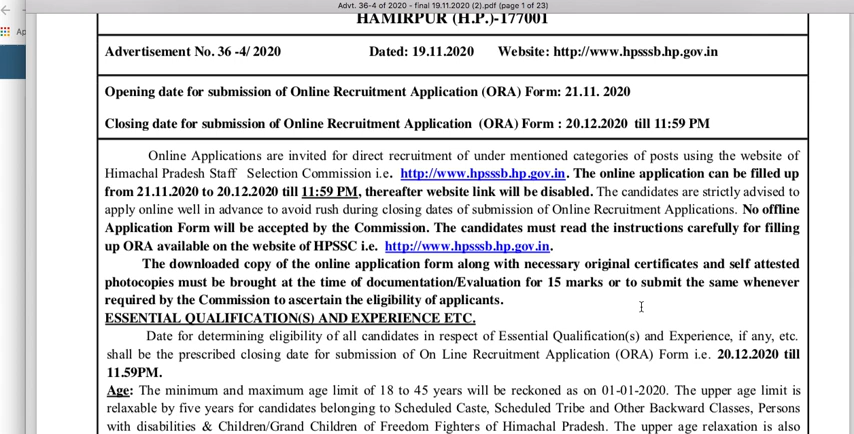 Advt. 36-4 of 2020 - final 19.11.2020 (2).pdf (page 1 of 23)
HAMIRPUR (H.P.)-177001
Advertisement No. 36 -4/ 2020 Dated: 19.11.2020 Website: http://www.hpsssb.hp.gov.in
Opening date for submission of Online Recruitment Application (ORA) Form: 21.11. 2020
Closing date for submission of Online Recruitment Application (ORA) Form : 20.12.2020 till 11:59 PM
Online Applications are invited for direct recruitment of under mentioned categories of posts using the website of
Himachal Pradesh Staff Selection Commission i.e. http://www.hpsssb.hp.gov.in. The online application can be filled up
from 21.11.2020 to 20.12.2020 till 11:59 PM, thereafter website link will be disabled. The candidates are strictly advised to
apply online well in advance to avoid rush during closing dates of submission of Online Recruitment Applications. No offline
Application Form will be accepted by the Commission. The candidates must read the instructions carefully for filling
up ORA available on the website of HPSSC i.e. http://www.hpsssb.hp.gov.in.
The downloaded copy of the online application form along with necessary original certificates and self attested
photocopies must be brought at the time of documentation/Evaluation for 15 marks or to submit the same whenever
required by the Commission to ascertain the eligibility of applicants.
ESSENTIAL QUALIFICATION(S) AND EXPERIENCE ETC.
Date for determining eligibility of all candidates in respect of Essential Qualification(s) and Experience, if any, etc.
shall be the prescribed closing date for submission of On Line Recruitment Application (ORA) Form i.e. 20.12.2020 till
11.59PM.
Age: The minimum and maximum age limit of 18 to 45 years will be reckoned as on 01-01-2020. The upper age limit is
relaxable by five years for candidates belonging to Scheduled Caste, Scheduled Tribe and Other Backward Classes, Persons
with disabilities & Children/Grand Children of Freedom Fighters of Himachal Pradesh. The upper age relaxation is also
Ap